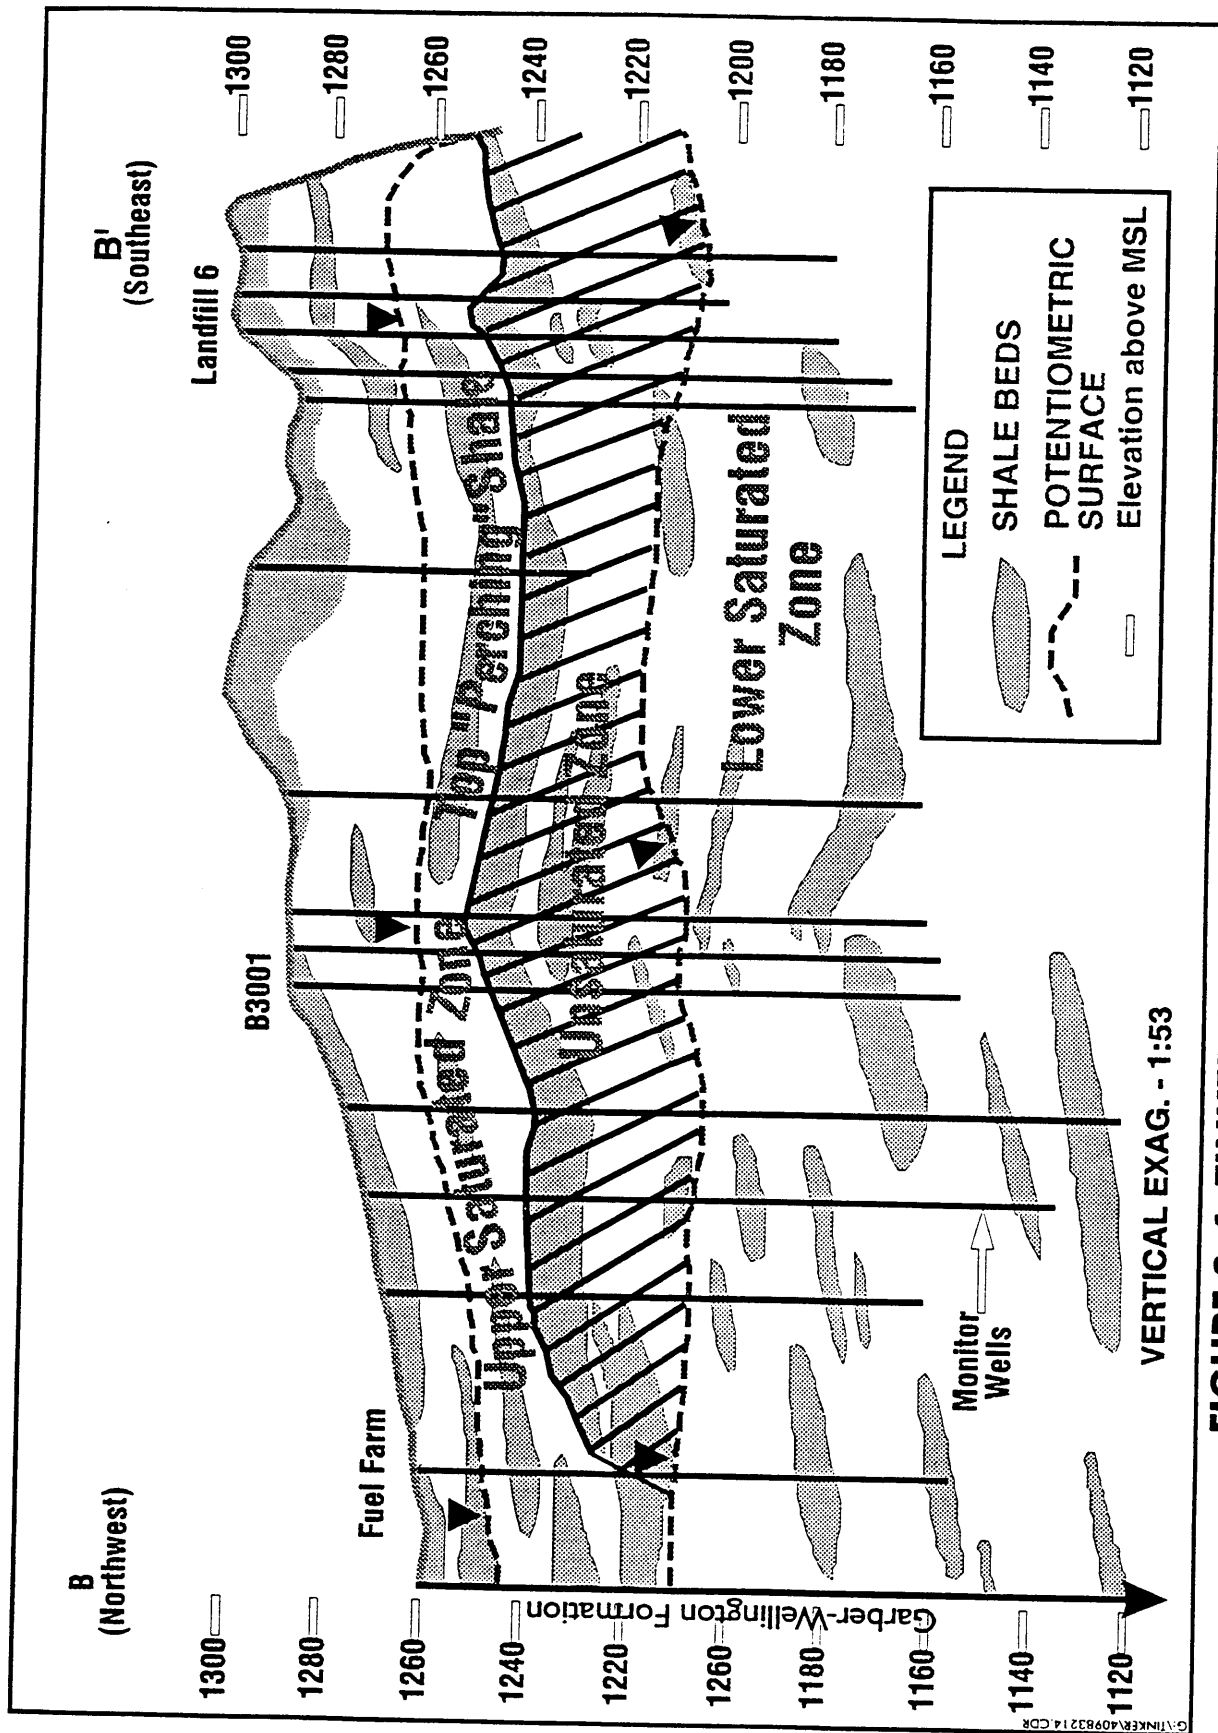 B
(Northwest)
B'
(Southeast)
Fuel Farm
B3001
Landfill 6
1300
1280
1260
1240
1220
1260
1180
1160
1140
1120
1300
1280
1260
1240
1220
1200
1180
1160
1140
1120
Garber-Wellington Formation
Upper Saturated Zone
Top "Perching" Shale
Unsaturated Zone
Lower Saturated
Zone
Monitor
Wells
LEGEND
SHALE BEDS
POTENTIOMETRIC
SURFACE
Elevation above MSL
VERTICAL EXAG. - 1:53
G:\TINKER\40983214.CDR